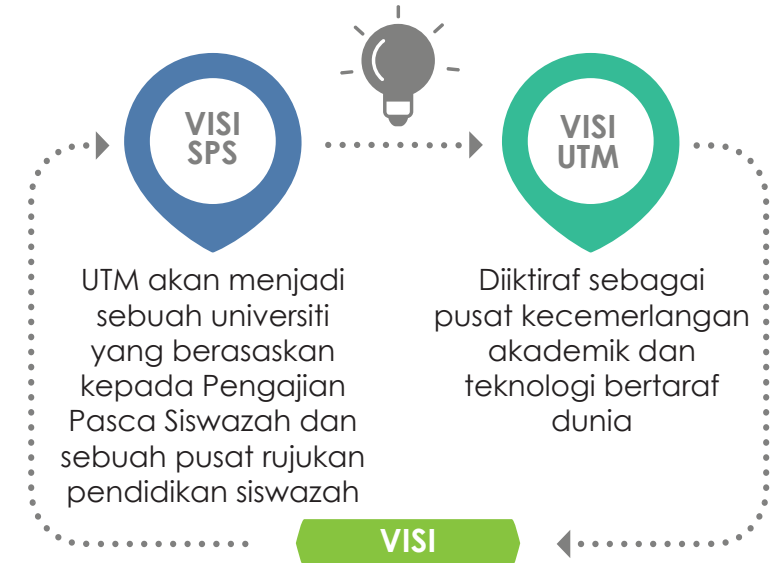 VISI
SPS
UTM akan menjadi
sebuah universiti
yang berasaskan
kepada Pengajian
Pasca Siswazah dan
sebuah pusat rujukan
pendidikan siswazah
VISI
UTM
Diiktiraf sebagai
pusat kecemerlangan
akademik dan
teknologi bertaraf
dunia
VISI